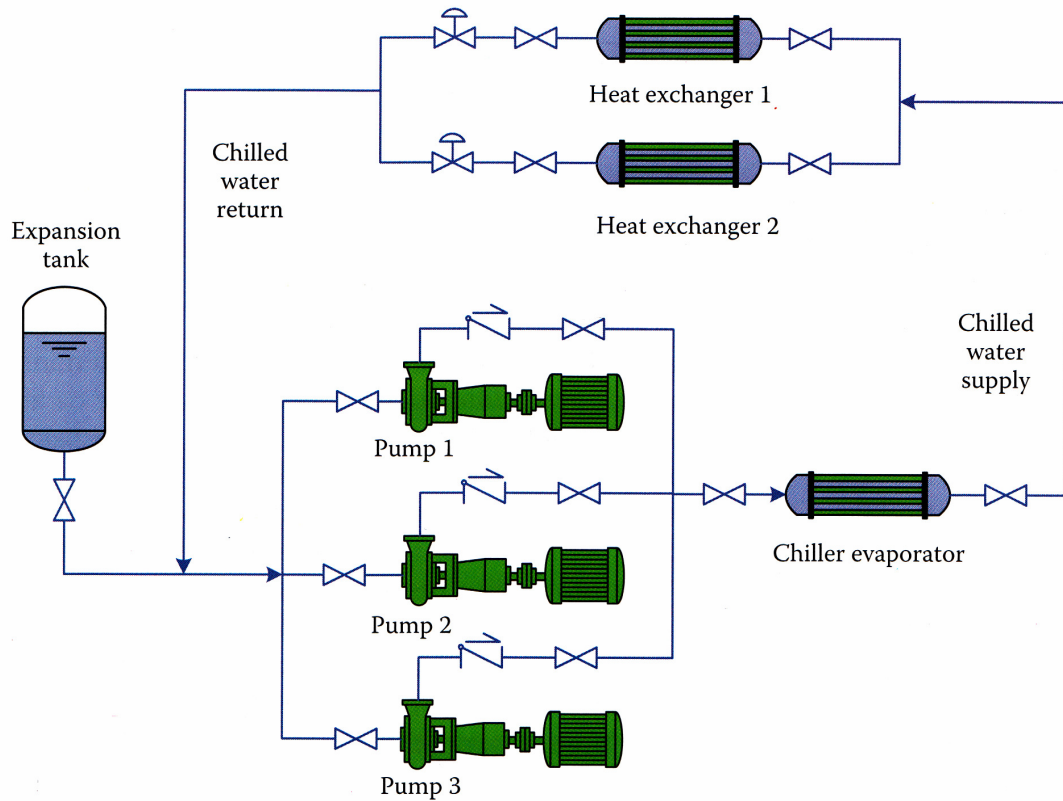 Heat exchanger 1
Chilled
water
return
Heat exchanger 2
Expansion
tank
Chilled
water
supply
Pump 1
Chiller evaporator
Pump 2
Pump 3